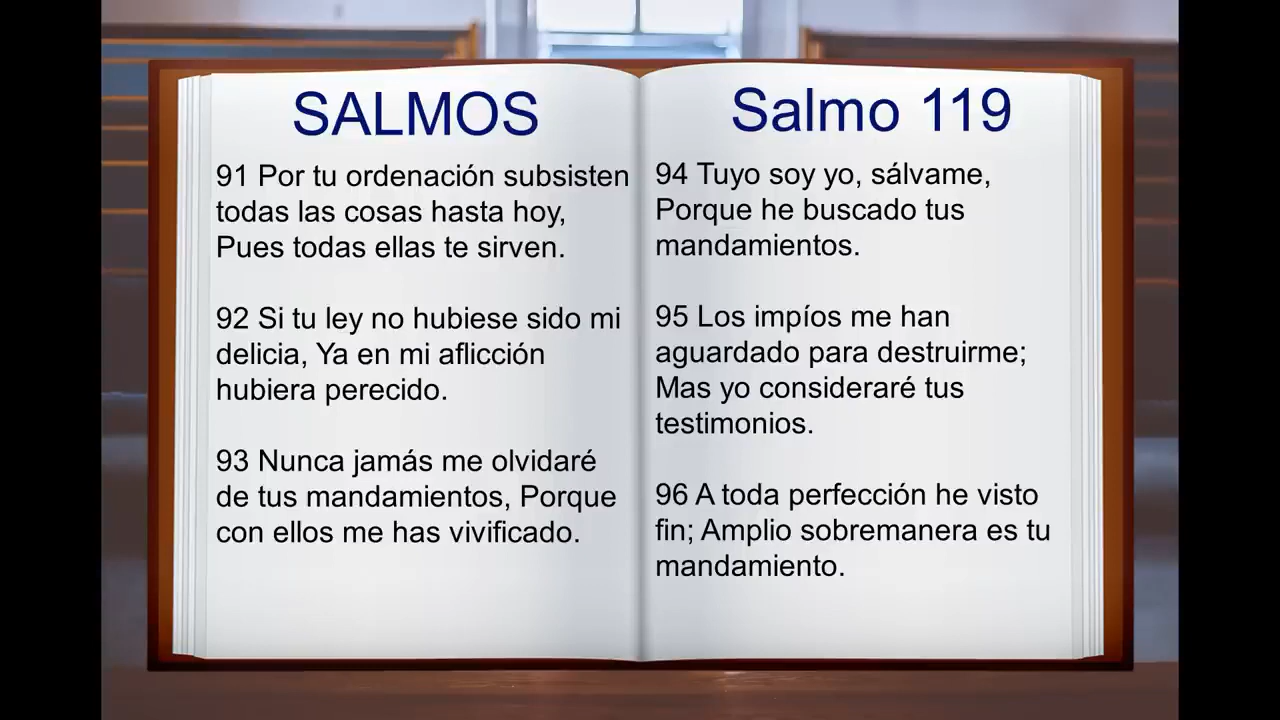 SALMOS
91 Por tu ordenación subsisten
todas las cosas hasta hoy,
Pues todas ellas te sirven.
92 Si tu ley no hubiese sido mi
delicia, Ya en mi aflicción
hubiera perecido.
93 Nunca jamás me olvidaré
de tus mandamientos, Porque
con ellos me has vivificado.
Salmo 119
94 Tuyo soy yo, sálvame,
Porque he buscado tus
mandamientos.
95 Los impíos me han
aguardado para destruirme;
Mas yo consideraré tus
testimonios.
96 A toda perfección he visto
fin; Amplio sobremanera es tu
mandamiento.